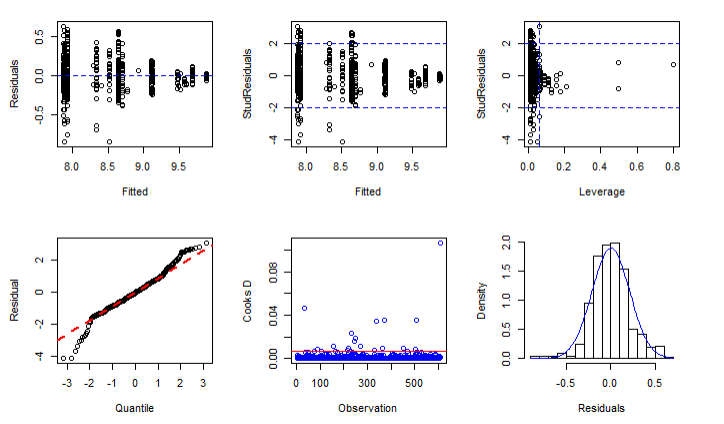 Residuals
0.5
0.0
-0.5
8.0 8.5 9.0 9.5
Fitted
StudResiduals
2
0
-2
-4
8.0 8.5 9.0 9.5
Fitted
StudResiduals
2
0
-2
-4
0.0 0.2 0.4 0.6 0.8
Leverage
Residual
2
0
-2
-4
-3 -2 -1 0 1 2 3
Quantile
Cooks D
0.08
0.04
0.00
0 100 300 500
Observation
Density
2.0
1.5
1.0
0.5
0.0
-0.5 0.0 0.5
Residuals